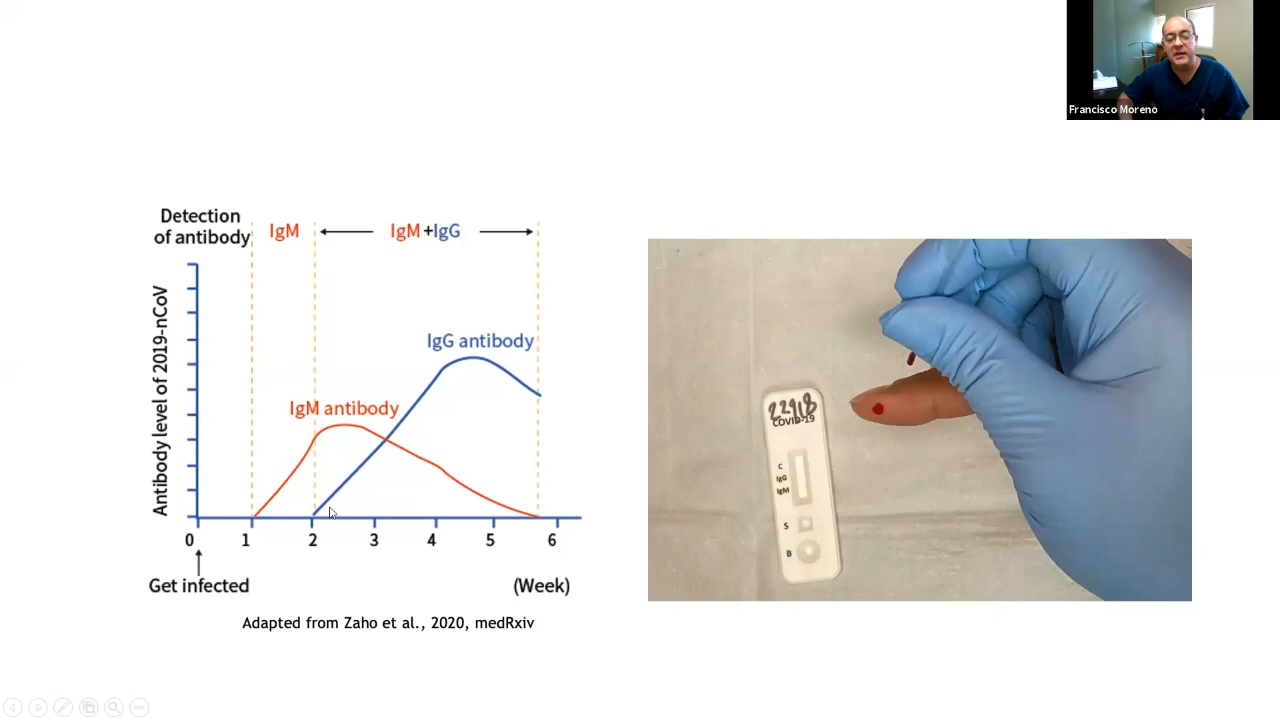 Francisco Moreno
Detection
of antibody
IgM
IgM +IgG
Antibody level of 2019-nCoV
IgG antibody
IgM antibody
0 1 2 3 4 5 6
Get infected
(Week)
Adapted from Zaho et al., 2020, medRxiv
22918
COVID-19
C
IgG
IgM
S
B